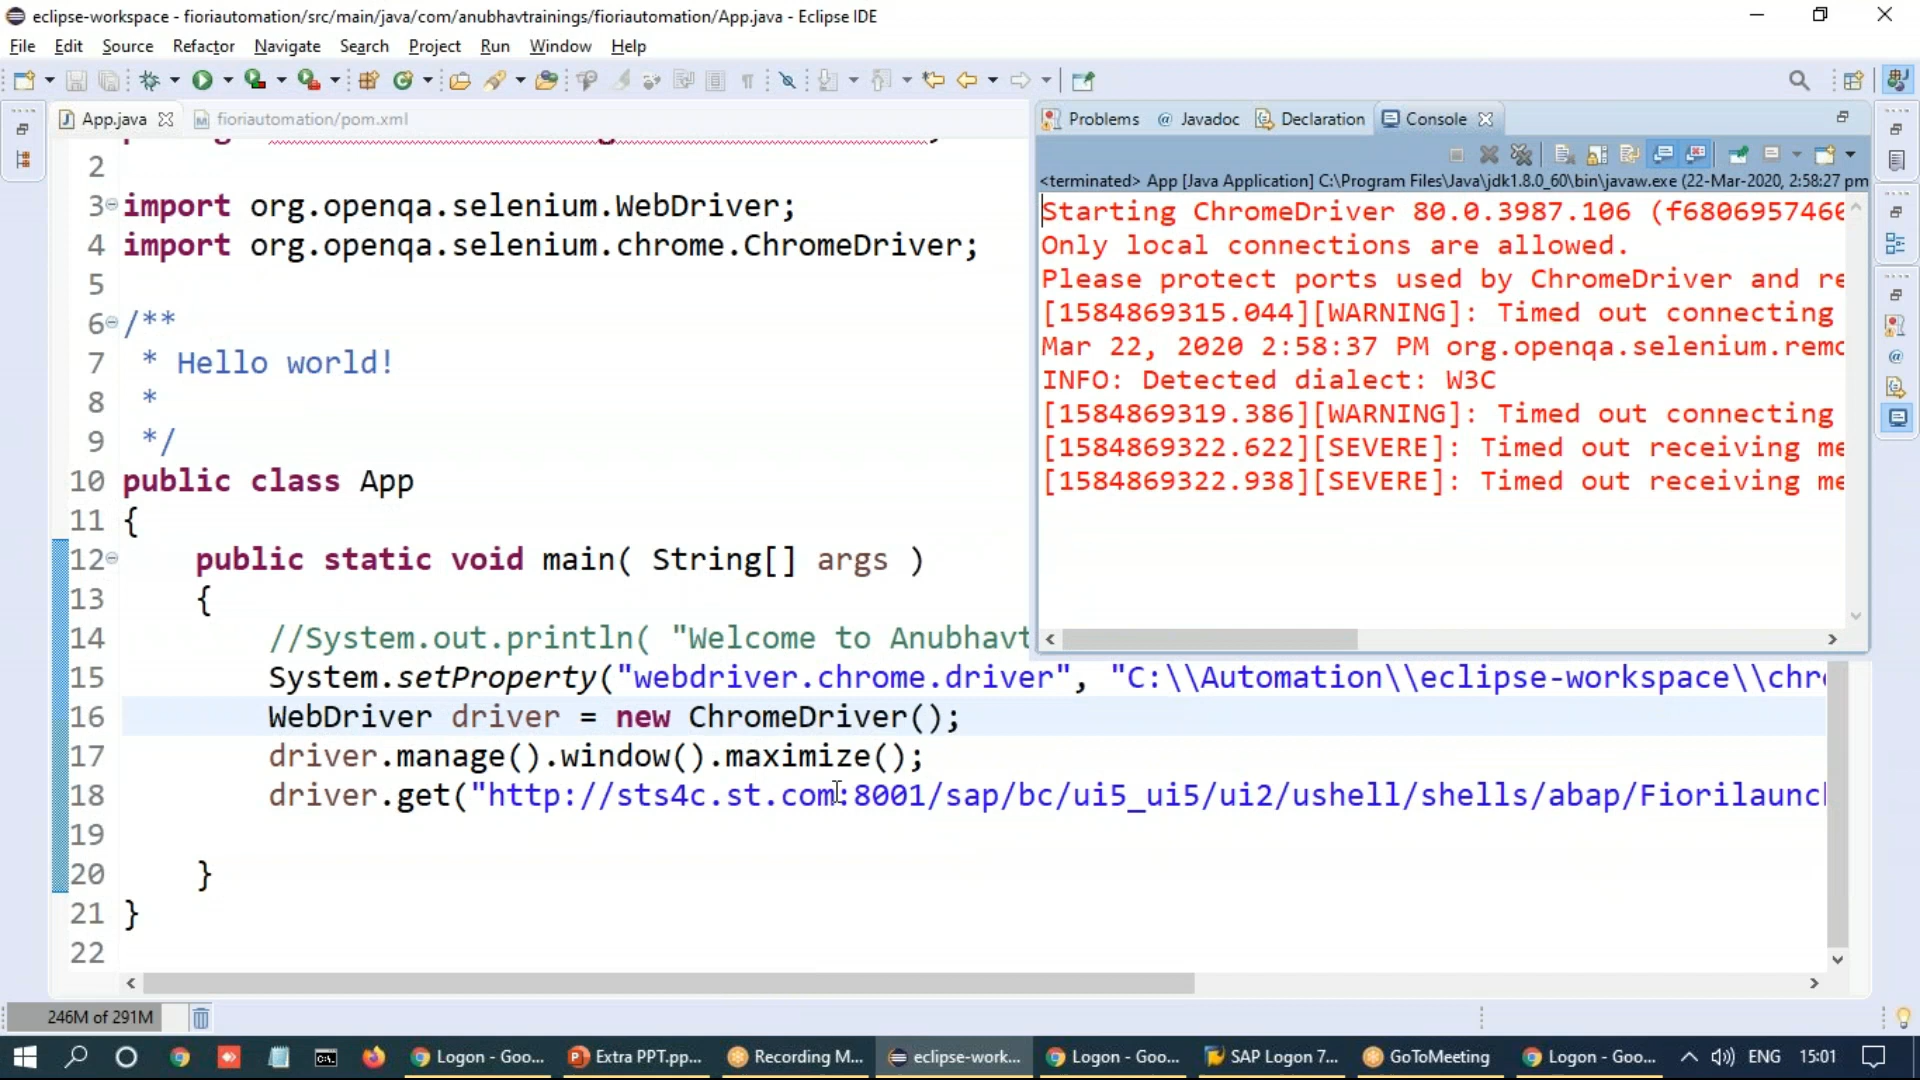 eclipse-workspace - fioriautomation/src/main/java/com/anubhavtrainings/fioriautomation/App.java - Eclipse IDE
File Edit Source Refactor Navigate Search Project Run Window Help
App.java fioriautomation/pom.xml
2
3 import org.openqa.selenium.WebDriver;
4 import org.openqa.selenium.chrome.ChromeDriver;
5
6 /**
7 * Hello world!
8 *
9 */
10 public class App
11 {
12 public static void main( String[] args )
13 {
14 //System.out.println( "Welcome to Anubhavt
15 System.setProperty("webdriver.chrome.driver", "C:\\Automation\\eclipse-workspace\\chr
16 WebDriver driver = new ChromeDriver();
17 driver.manage().window().maximize();
18 driver.get("http://sts4c.st.com:8001/sap/bc/ui5_ui5/ui2/ushell/shells/abap/Fiorilaunc
19
20 }
21 }
22
Problems @ Javadoc Declaration Console
<terminated> App [Java Application] C:\Program Files\Java\jdk1.8.0_60\bin\javaw.exe (22-Mar-2020, 2:58:27 pm
Starting ChromeDriver 80.0.3987.106 (f6806957460
Only local connections are allowed.
Please protect ports used by ChromeDriver and re
[1584869315.044][WARNING]: Timed out connecting
Mar 22, 2020 2:58:37 PM org.openqa.selenium.remo
INFO: Detected dialect: W3C
[1584869319.386][WARNING]: Timed out connecting
[1584869322.622][SEVERE]: Timed out receiving me
[1584869322.938][SEVERE]: Timed out receiving me
246M of 291M
Logon - Goo... Extra PPT.pp... Recording M... eclipse-work... Logon - Goo... SAP Logon 7... GoToMeeting Logon - Goo... ENG 15:01